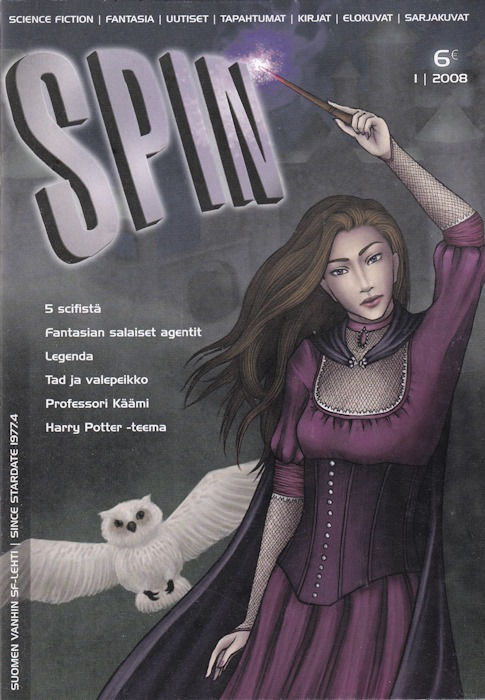 SCIENCE FICTION | FANTASIA | UUTISET | TAPAHTUMAT | KIRJAT | ELOKUVAT | SARJAKUVAT
SPIN
6€
1 | 2008
5 scifistä
Fantasian salaiset agentit
Legenda
Tad ja valepeikko
Professori Käämi
Harry Potter -teema
SUOMEN VANHIN SF-LEHTI | SINCE STARDATE 1977.4